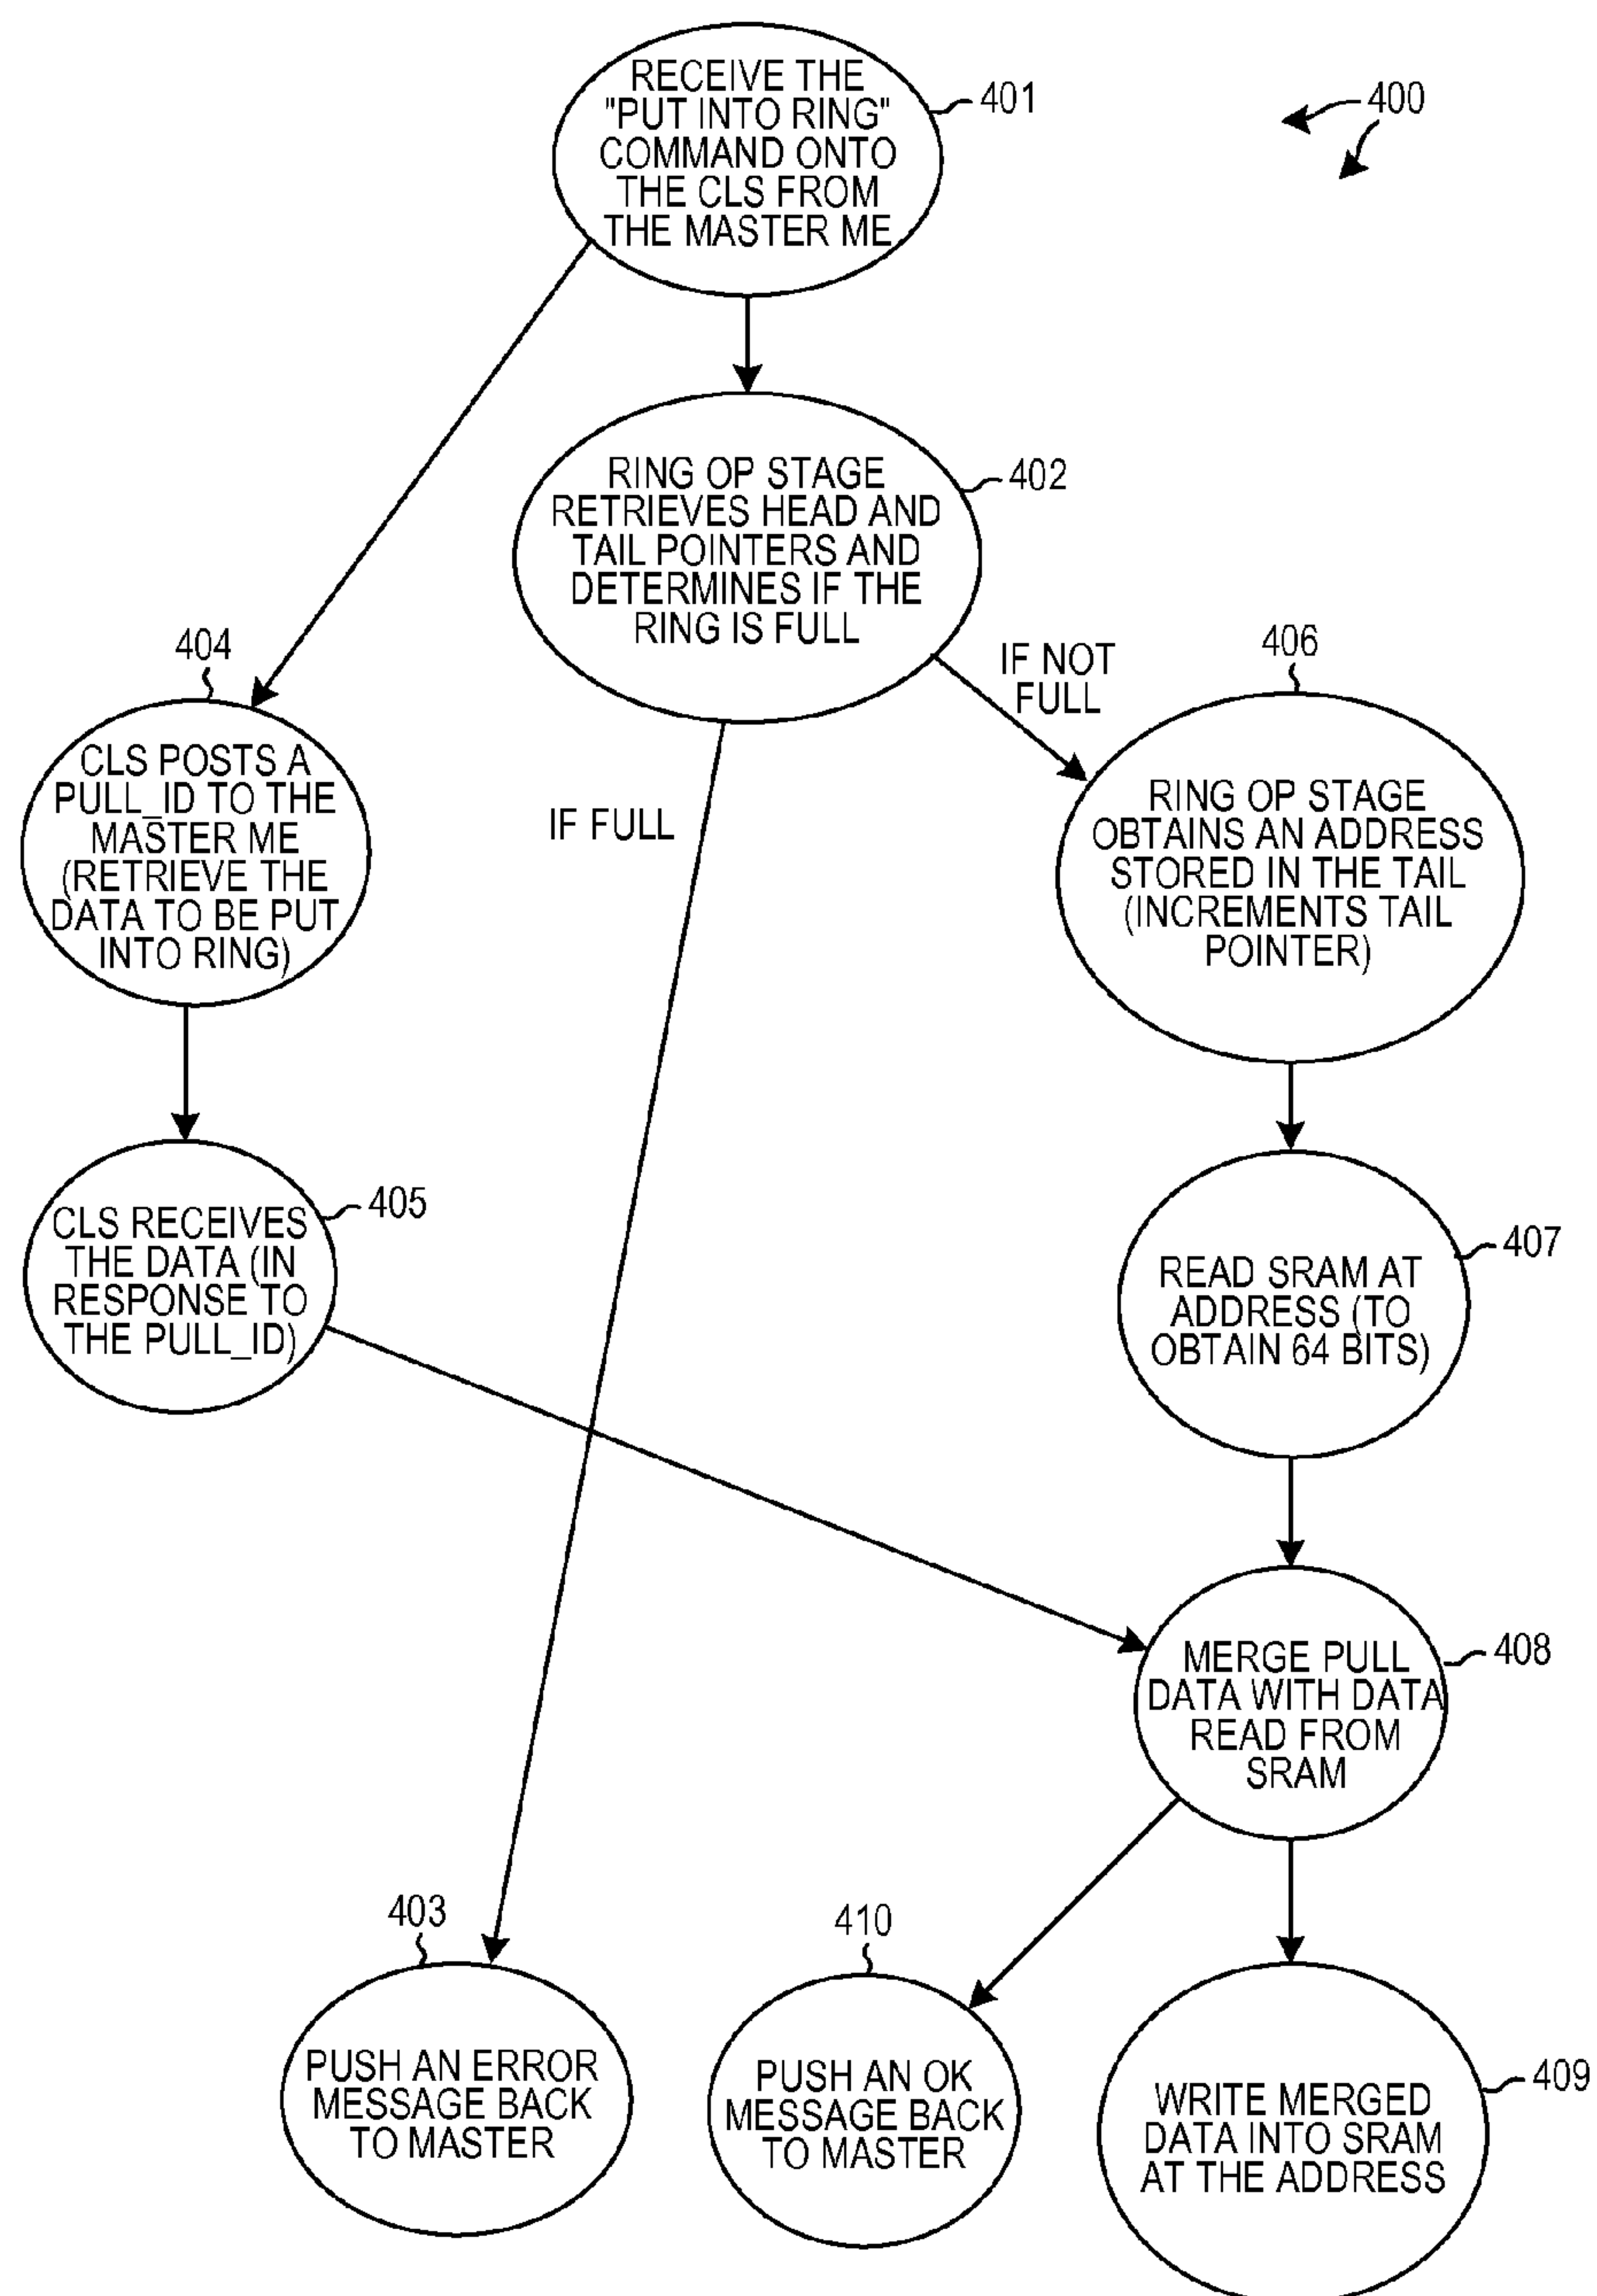 RECEIVE THE
"PUT INTO RING"
COMMAND ONTO
THE CLS FROM
THE MASTER ME
401
400
RING OP STAGE
RETRIEVES HEAD AND
TAIL POINTERS AND
DETERMINES IF THE
RING IS FULL
402
IF NOT
FULL
IF FULL
404
CLS POSTS A
PULL_ID TO THE
MASTER ME
(RETRIEVE THE
DATA TO BE PUT
INTO RING)
406
RING OP STAGE
OBTAINS AN ADDRESS
STORED IN THE TAIL
(INCREMENTS TAIL
POINTER)
CLS RECEIVES
THE DATA (IN
RESPONSE TO
THE PULL_ID)
405
READ SRAM AT
ADDRESS (TO
OBTAIN 64 BITS)
407
MERGE PULL
DATA WITH DATA
READ FROM
SRAM
408
403
PUSH AN ERROR
MESSAGE BACK
TO MASTER
410
PUSH AN OK
MESSAGE BACK
TO MASTER
WRITE MERGED
DATA INTO SRAM
AT THE ADDRESS
409